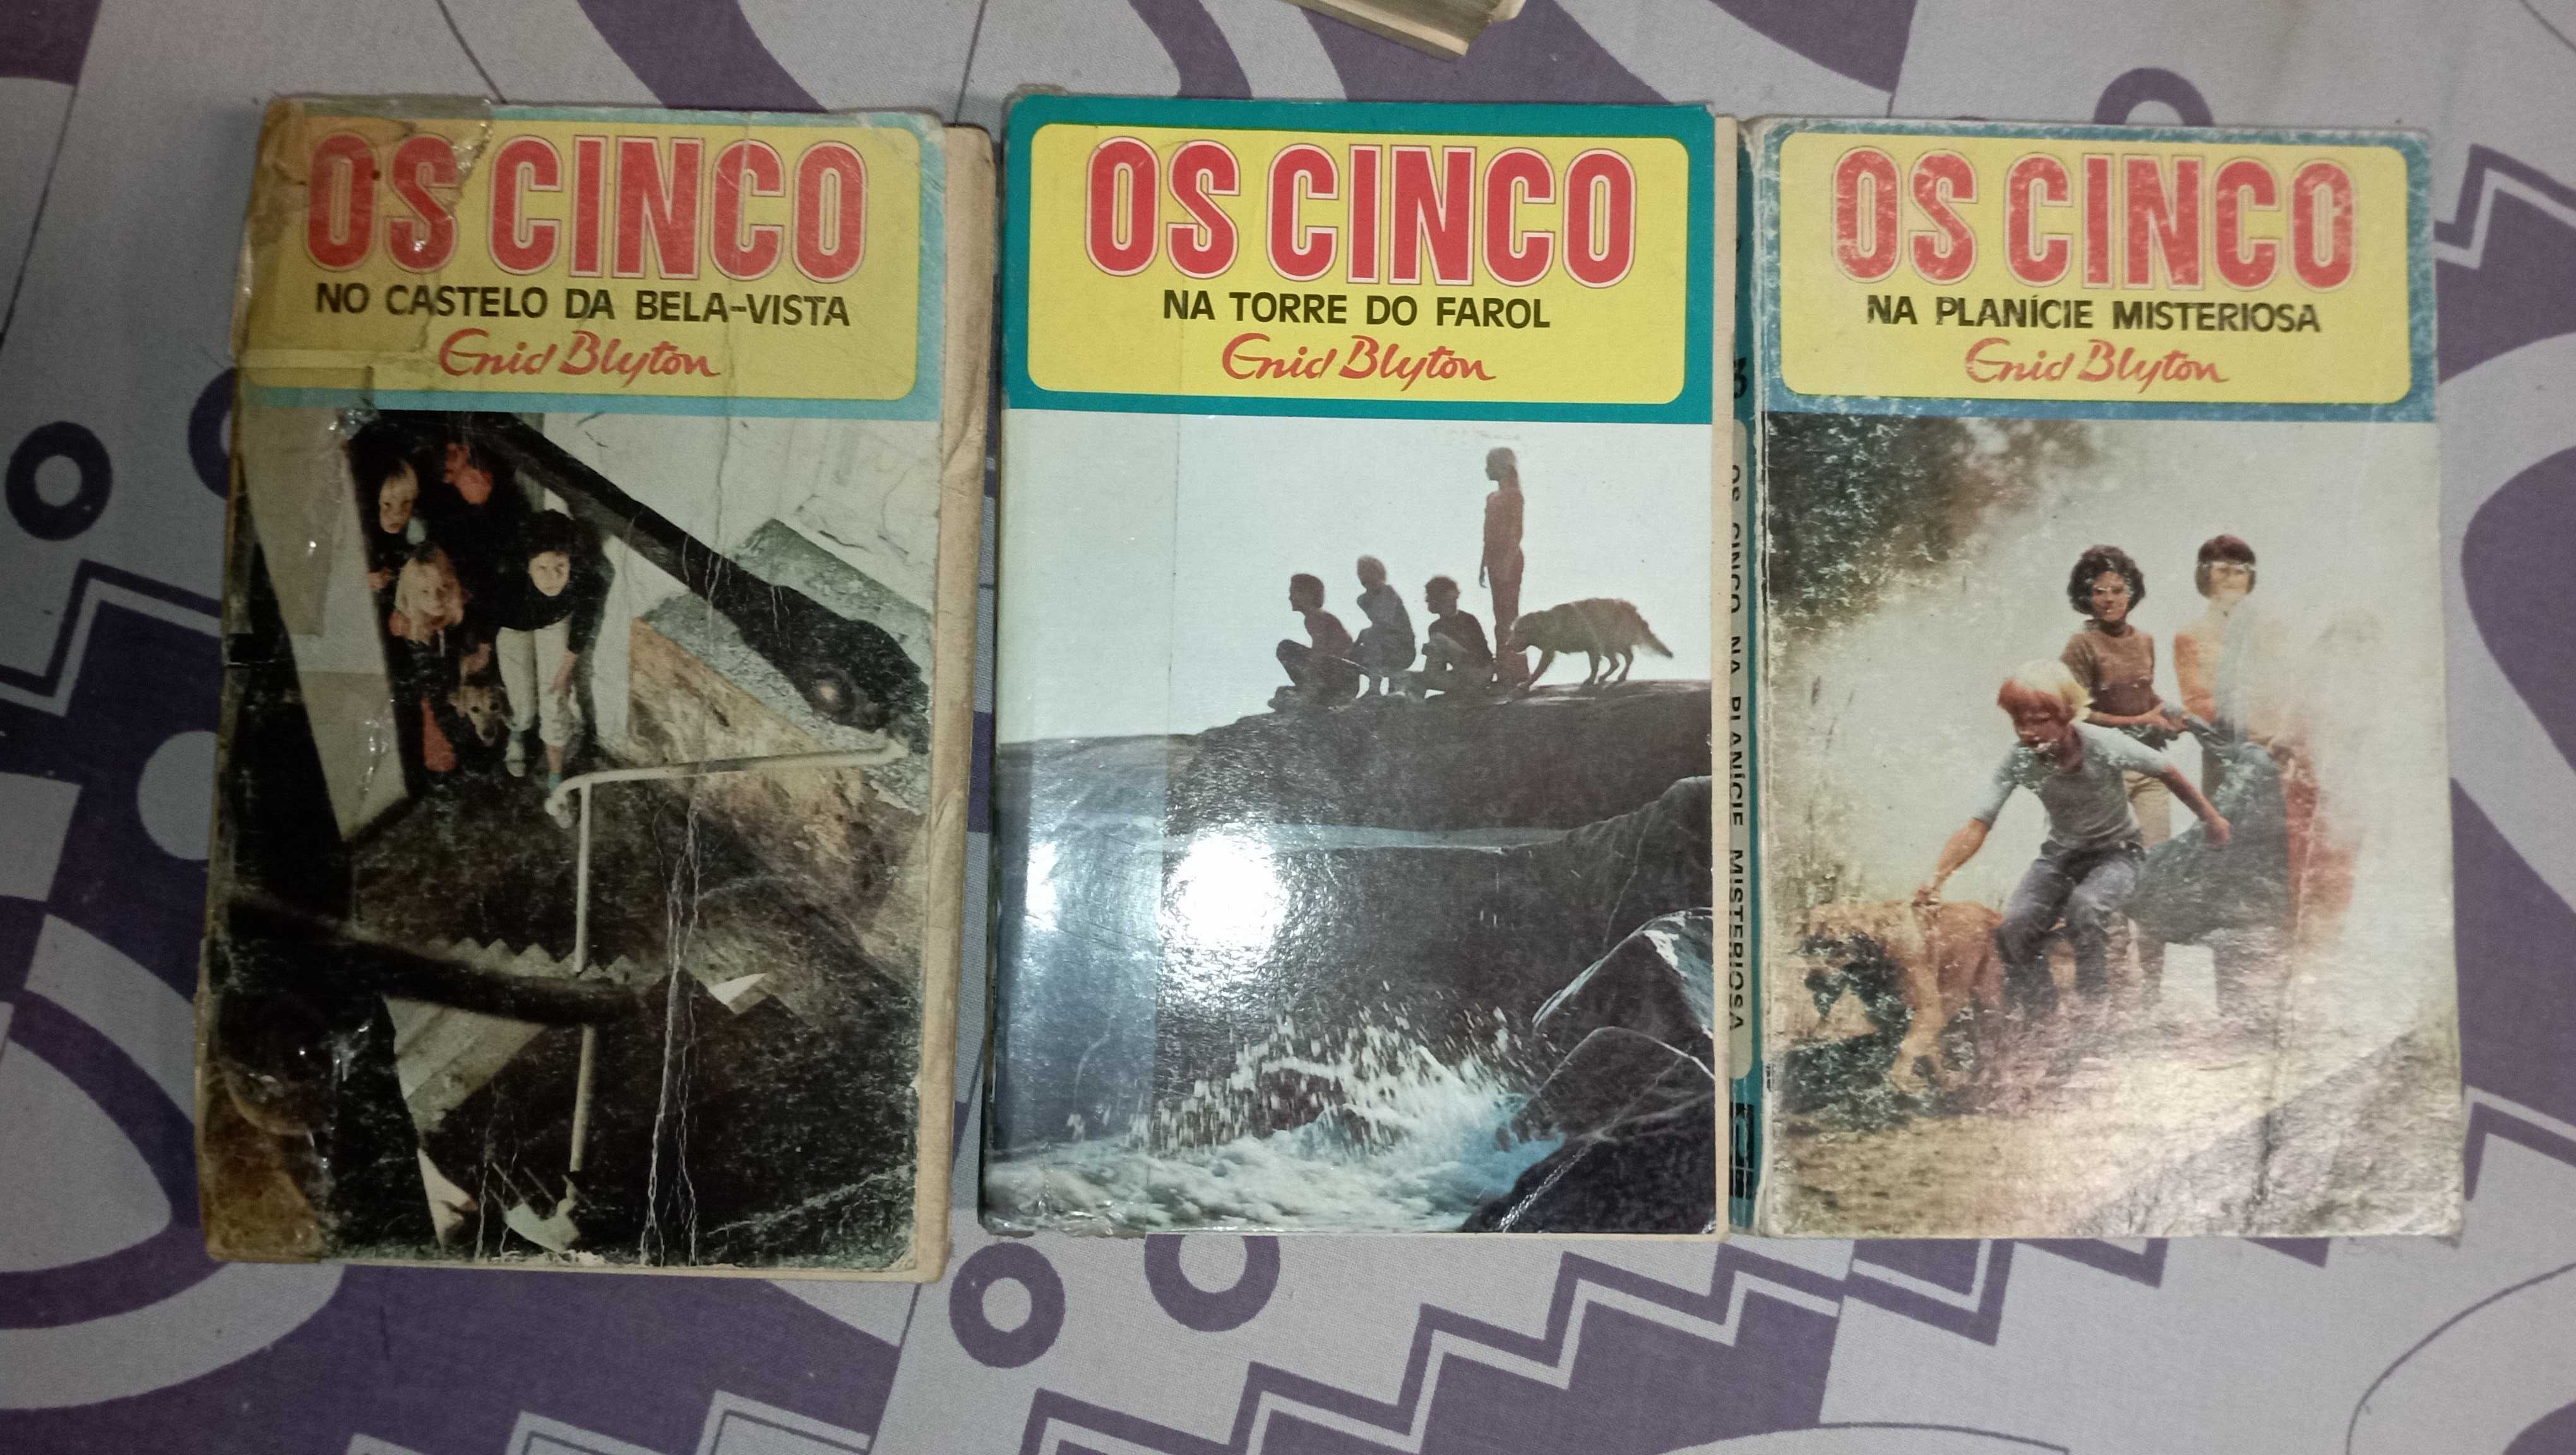 OS CINCO
NO CASTELO DA BELA-VISTA
Enid Blyton
OS CINCO
NA TORRE DO FAROL
Enid Blyton
OS CINCO NA PLANÍCIE MISTERIOSA
OS CINCO
NA PLANÍCIE MISTERIOSA
Enid Blyton